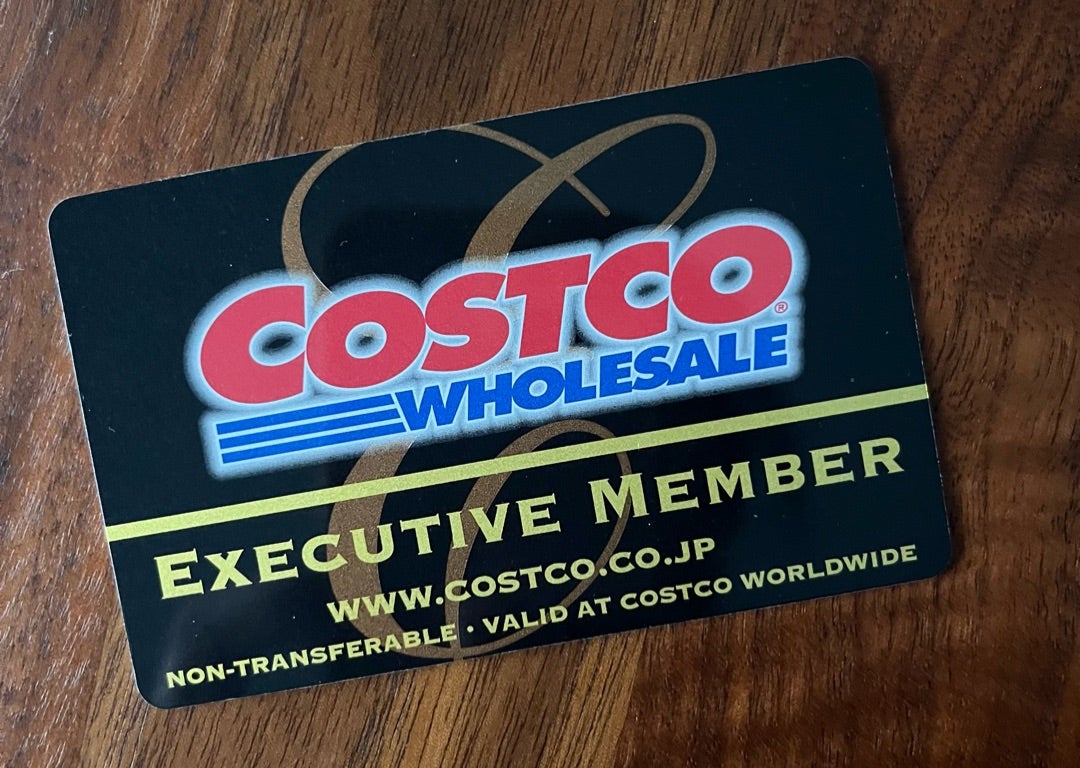 COSTCO®
WHOLESALE
EXECUTIVE MEMBER
WWW.COSTCO.CO.JP
NON-TRANSFERABLE · VALID AT COSTCO WORLDWIDE